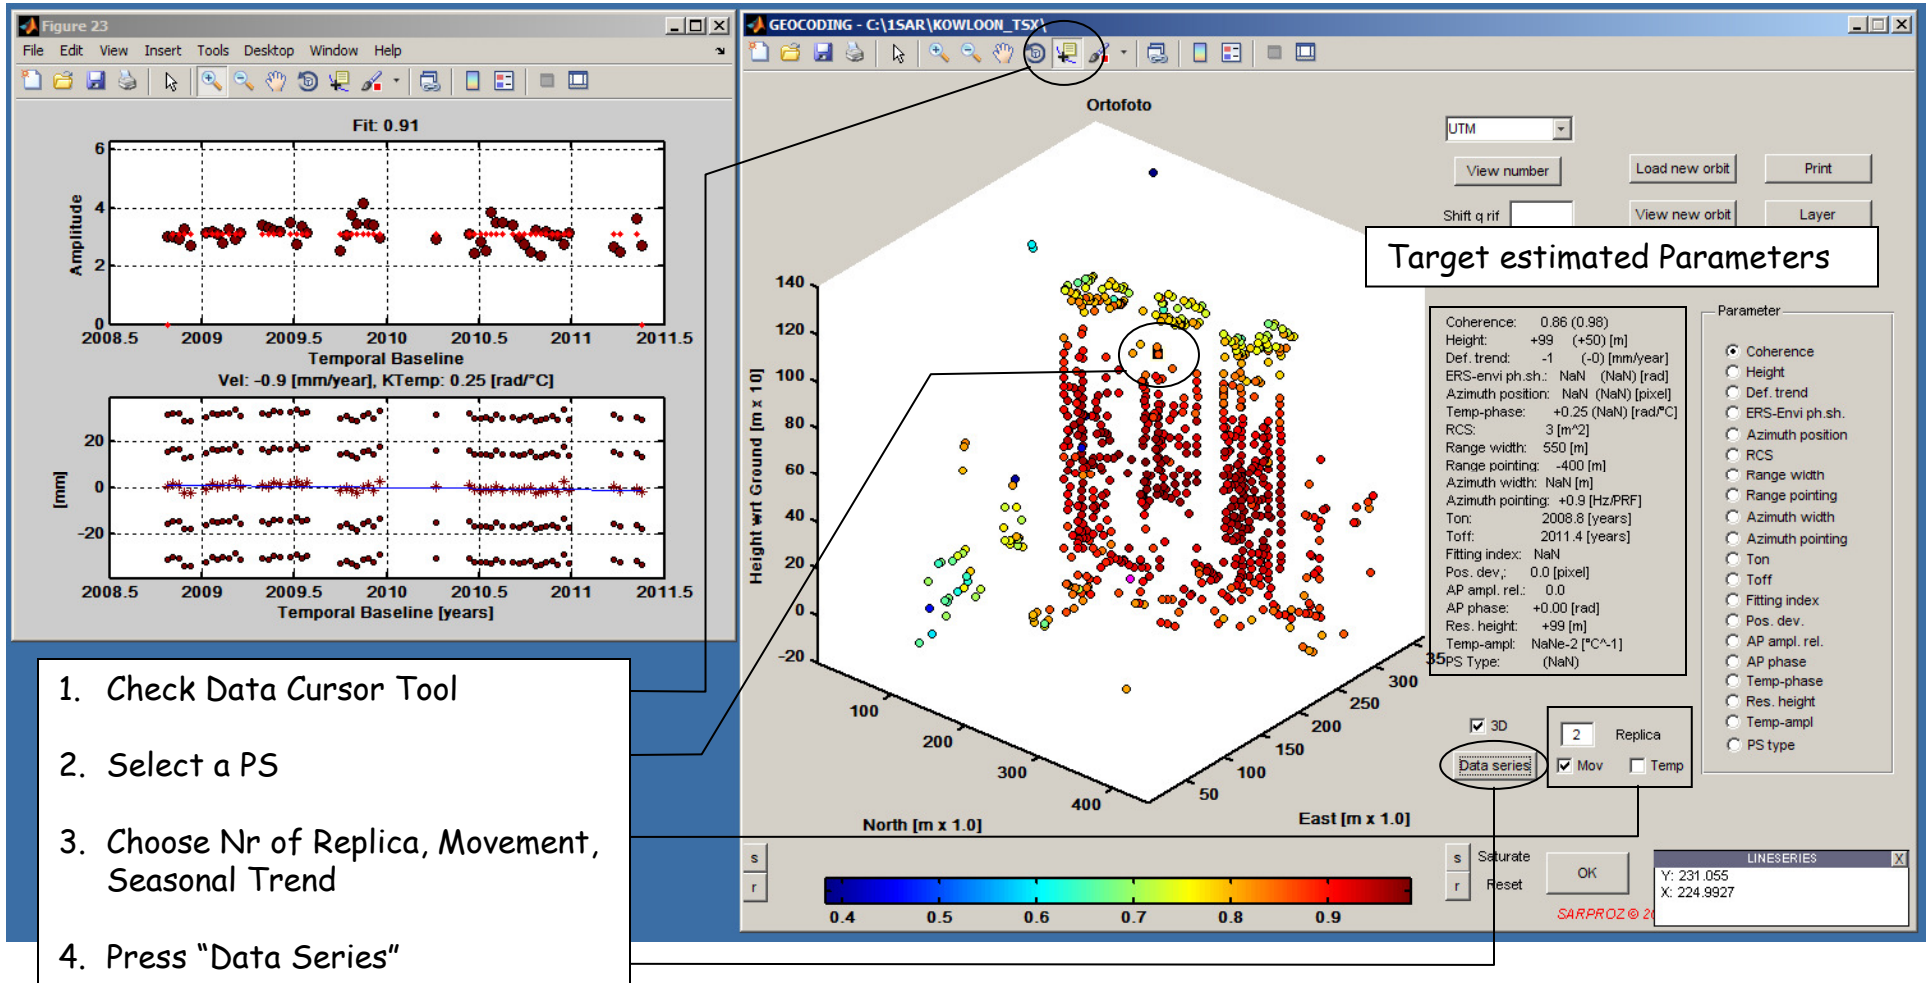 Figure 23
File Edit View Insert Tools Desktop Window Help
Fit: 0.91
Amplitude
6
4
2
0
2008.5 2009 2009.5 2010 2010.5 2011 2011.5
Temporal Baseline
Vel: -0.9 [mm/year], KTemp: 0.25 [rad/°C]
[mm]
20
0
-20
2008.5 2009 2009.5 2010 2010.5 2011 2011.5
Temporal Baseline [years]
1. Check Data Cursor Tool
2. Select a PS
3. Choose Nr of Replica, Movement,
Seasonal Trend
4. Press “Data Series”
GEOCODING - C:\1SAR\KOWLOON_TSX\
Ortofoto
Height wrt Ground [m x 10]
140
120
100
80
60
40
20
0
-20
100
200
300
400
North [m x 1.0]
50
100
150
200
250
300
35
East [m x 1.0]
UTM
View number
Load new orbit
Print
Shift q rif
View new orbit
Layer
Target estimated Parameters
Coherence: 0.86 (0.98)
Height: +99 (+50) [m]
Def. trend: -1 (-0) [mm/year]
ERS-envi ph.sh.: NaN (NaN) [rad]
Azimuth position: NaN (NaN) [pixel]
Temp-phase: +0.25 (NaN) [rad/°C]
RCS: 3 [m^2]
Range width: 550 [m]
Range pointing: -400 [m]
Azimuth width: NaN [m]
Azimuth pointing: +0.9 [Hz/PRF]
Ton: 2008.8 [years]
Toff: 2011.4 [years]
Fitting index: NaN
Pos. dev,: 0.0 [pixel]
AP ampl. rel.: 0.0
AP phase: +0.00 [rad]
Res. height: +99 [m]
Temp-ampl: NaNe-2 [°C^-1]
PS Type: (NaN)
Parameter
Coherence
Height
Def. trend
ERS-Envi ph.sh.
Azimuth position
RCS
Range width
Range pointing
Azimuth width
Azimuth pointing
Ton
Toff
Fitting index
Pos. dev.
AP ampl. rel.
AP phase
Temp-phase
Res. height
Temp-ampl
PS type
3D
2 Replica
Data series
Mov Temp
s
r
0.4 0.5 0.6 0.7 0.8 0.9
s Saturate
r Reset
OK
SARPROZ © 20
LINESERIES X
Y: 231.055
X: 224.9927